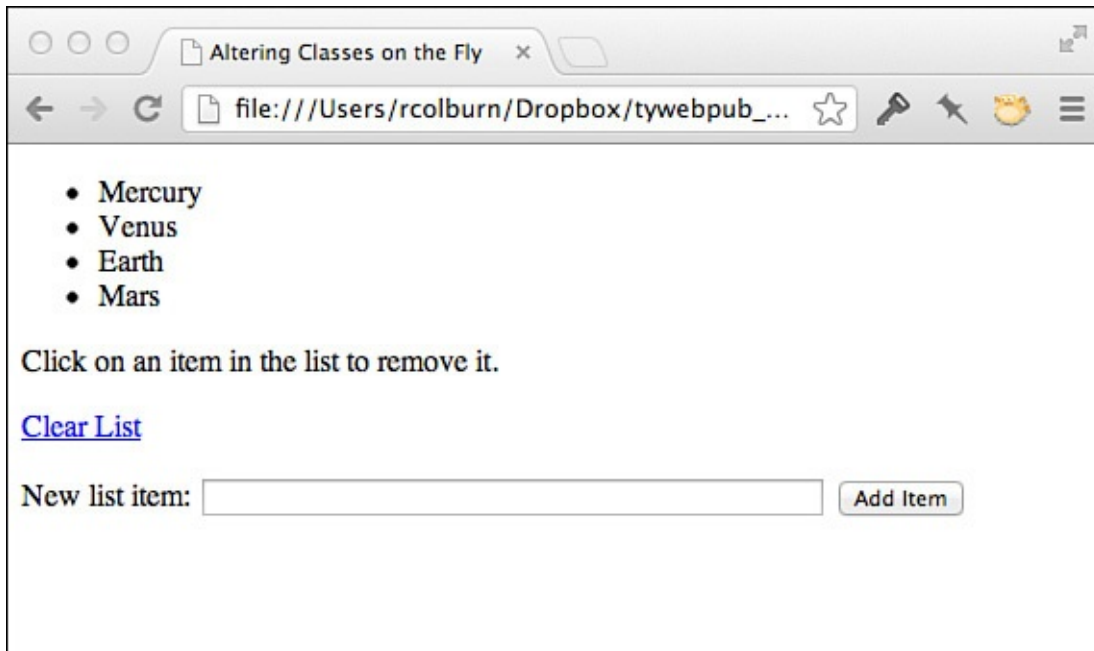 Altering Classes on the Fly
file:///Users/rcolburn/Dropbox/tywebpub_...
Mercury
Venus
Earth
Mars
Click on an item in the list to remove it.
Clear List
New list item: Add Item